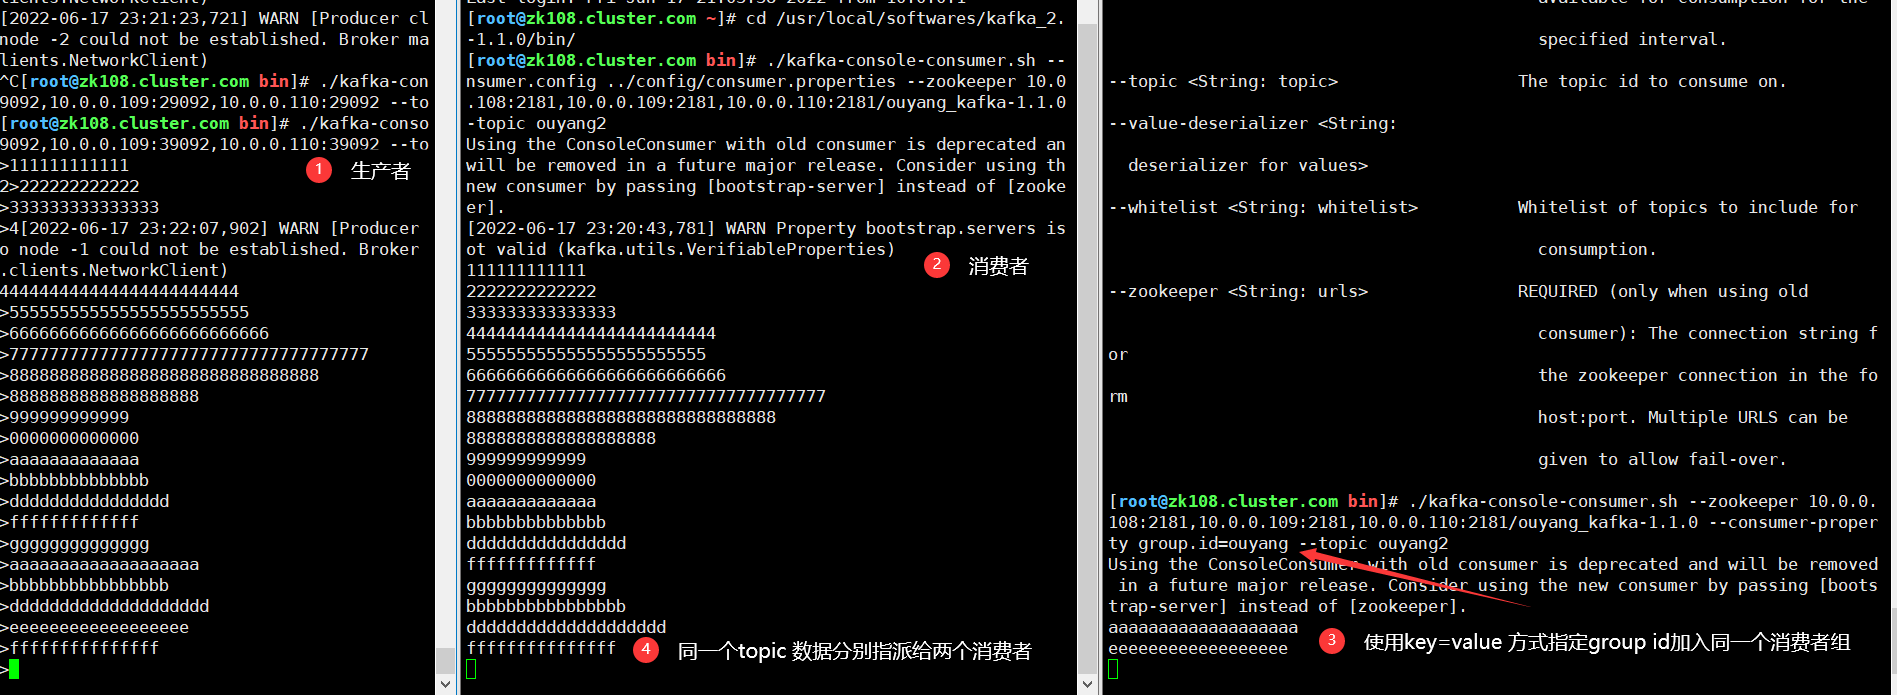 lients.NetworkClient)
[2022-06-17 23:21:23,721] WARN [Producer cl
node -2 could not be established. Broker ma
lients.NetworkClient)
^C[root@zk108.cluster.com bin]# ./kafka-con
9092,10.0.0.109:29092,10.0.0.110:29092 --to
[root@zk108.cluster.com bin]# ./kafka-conso
9092,10.0.0.109:39092,10.0.0.110:39092 --to
>111111111111
2>222222222222
>333333333333333
>4[2022-06-17 23:22:07,902] WARN [Producer
o node -1 could not be established. Broker
.clients.NetworkClient)
444444444444444444444444
>555555555555555555555555
>66666666666666666666666666
>777777777777777777777777777777777777
>8888888888888888888888888888888
>8888888888888888888
>999999999999
>0000000000000
>aaaaaaaaaaaaa
>bbbbbbbbbbbbbb
>dddddddddddddddd
>fffffffffffff
>gggggggggggggg
>aaaaaaaaaaaaaaaaaaa
>bbbbbbbbbbbbbbbb
>dddddddddddddddddddd
>eeeeeeeeeeeeeeeeee
>fffffffffffffff
>
1 生产者
[root@zk108.cluster.com ~]# cd /usr/local/softwares/kafka_2.
-1.1.0/bin/
[root@zk108.cluster.com bin]# ./kafka-console-consumer.sh --
nsumer.config ../config/consumer.properties --zookeeper 10.0
.108:2181,10.0.0.109:2181,10.0.0.110:2181/ouyang_kafka-1.1.0
-topic ouyang2
Using the ConsoleConsumer with old consumer is deprecated an
will be removed in a future major release. Consider using th
new consumer by passing [bootstrap-server] instead of [zooke
er].
[2022-06-17 23:20:43,781] WARN Property bootstrap.servers is
ot valid (kafka.utils.VerifiableProperties)
2 消费者
111111111111
2222222222222
333333333333333
4444444444444444444444444
555555555555555555555555
66666666666666666666666666
777777777777777777777777777777777777
8888888888888888888888888888888
8888888888888888888
999999999999
0000000000000
aaaaaaaaaaaaa
bbbbbbbbbbbbbb
dddddddddddddddd
fffffffffffff
gggggggggggggg
bbbbbbbbbbbbbbbb
dddddddddddddddddddd
fffffffffffffff
4 同一个topic 数据分别指派给两个消费者
available for consumption for the
specified interval.
--topic <String: topic> The topic id to consume on.
--value-deserializer <String:
deserializer for values>
--whitelist <String: whitelist> Whitelist of topics to include for
consumption.
--zookeeper <String: urls> REQUIRED (only when using old
consumer): The connection string f
or
the zookeeper connection in the fo
rm
host:port. Multiple URLS can be
given to allow fail-over.
[root@zk108.cluster.com bin]# ./kafka-console-consumer.sh --zookeeper 10.0.0.
108:2181,10.0.0.109:2181,10.0.0.110:2181/ouyang_kafka-1.1.0 --consumer-proper
ty group.id=ouyang --topic ouyang2
Using the ConsoleConsumer with old consumer is deprecated and will be removed
in a future major release. Consider using the new consumer by passing [boots
trap-server] instead of [zookeeper].
aaaaaaaaaaaaaaaaaaa
eeeeeeeeeeeeeeeeee
3 使用key=value 方式指定group id加入同一个消费者组